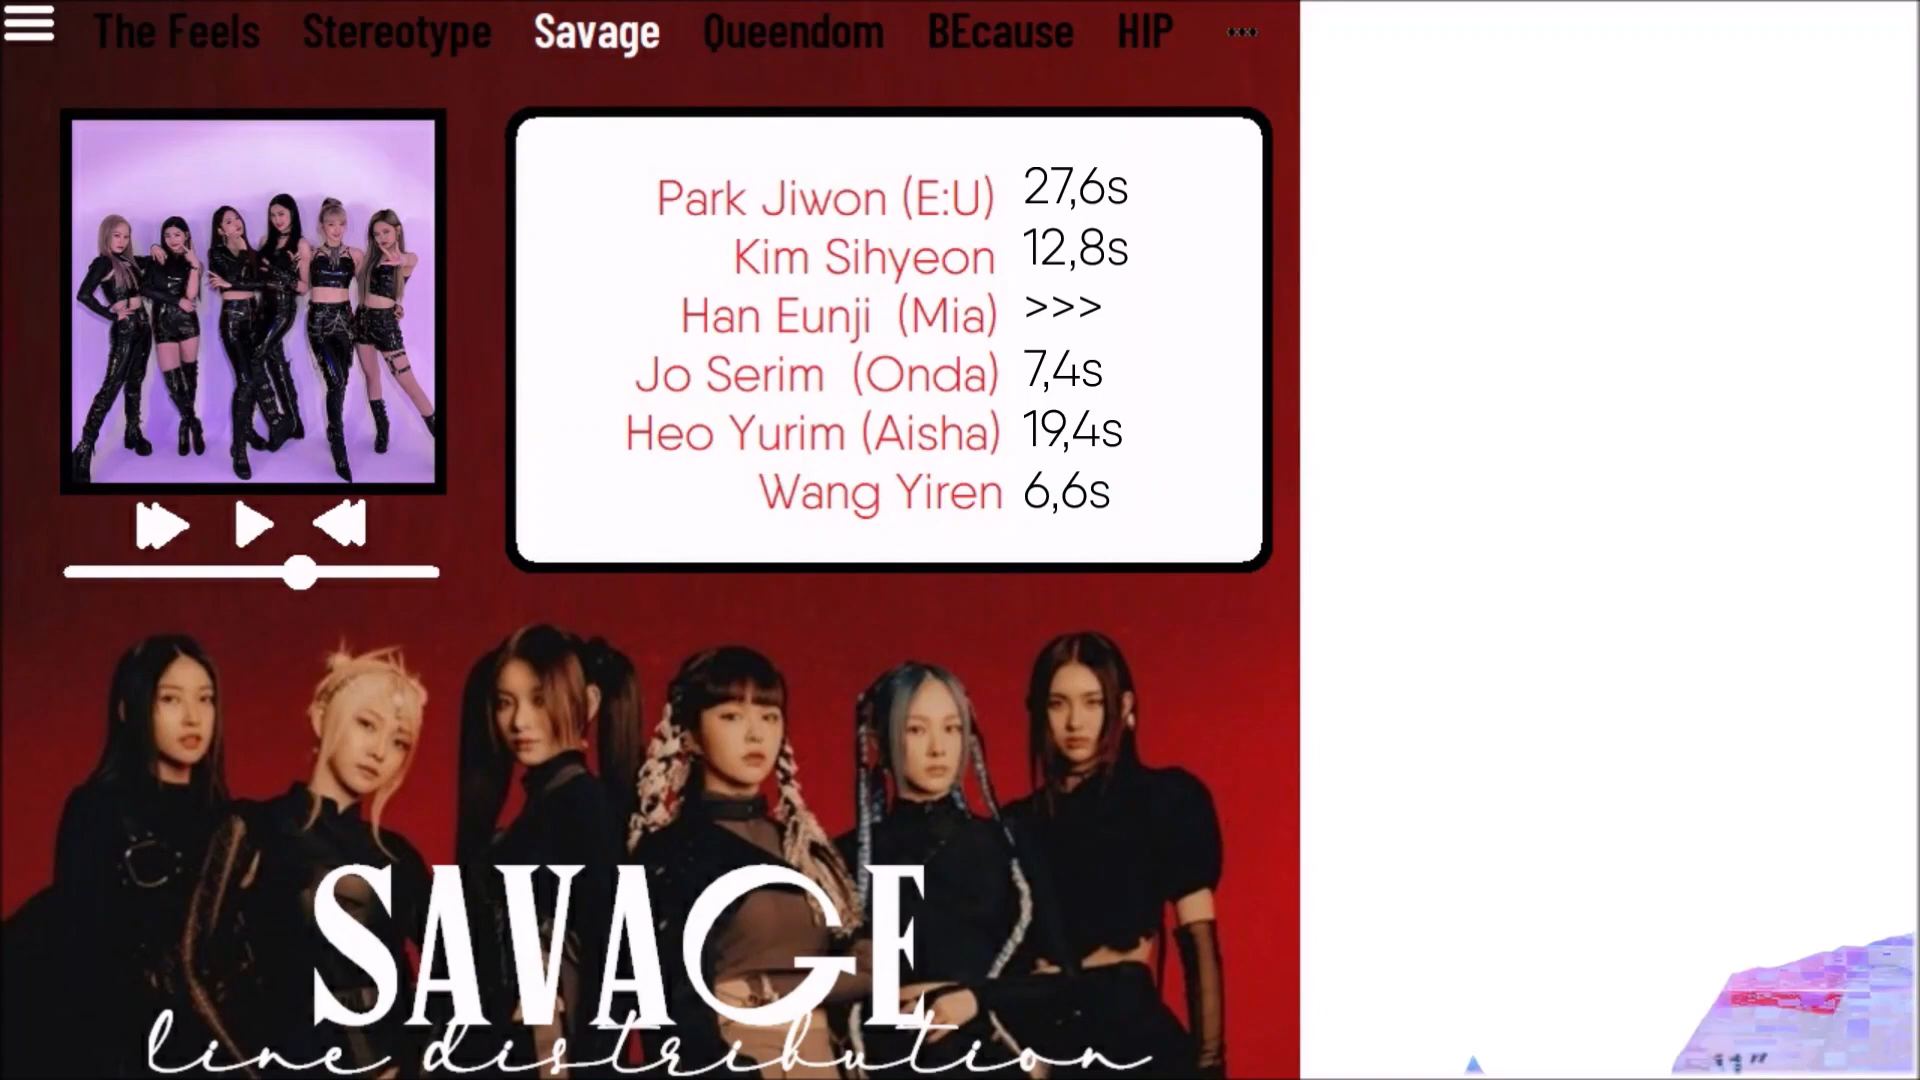 The Feels Stereotype Savage Queendom BEcause HIP
Park Jiwon (E:U) 27,6s
Kim Sihyeon 12,8s
Han Eunji (Mia) >>>
Jo Serim (Onda) 7,4s
Heo Yurim (Aisha) 19,4s
Wang Yiren 6,6s
SAVAGE
line distribution